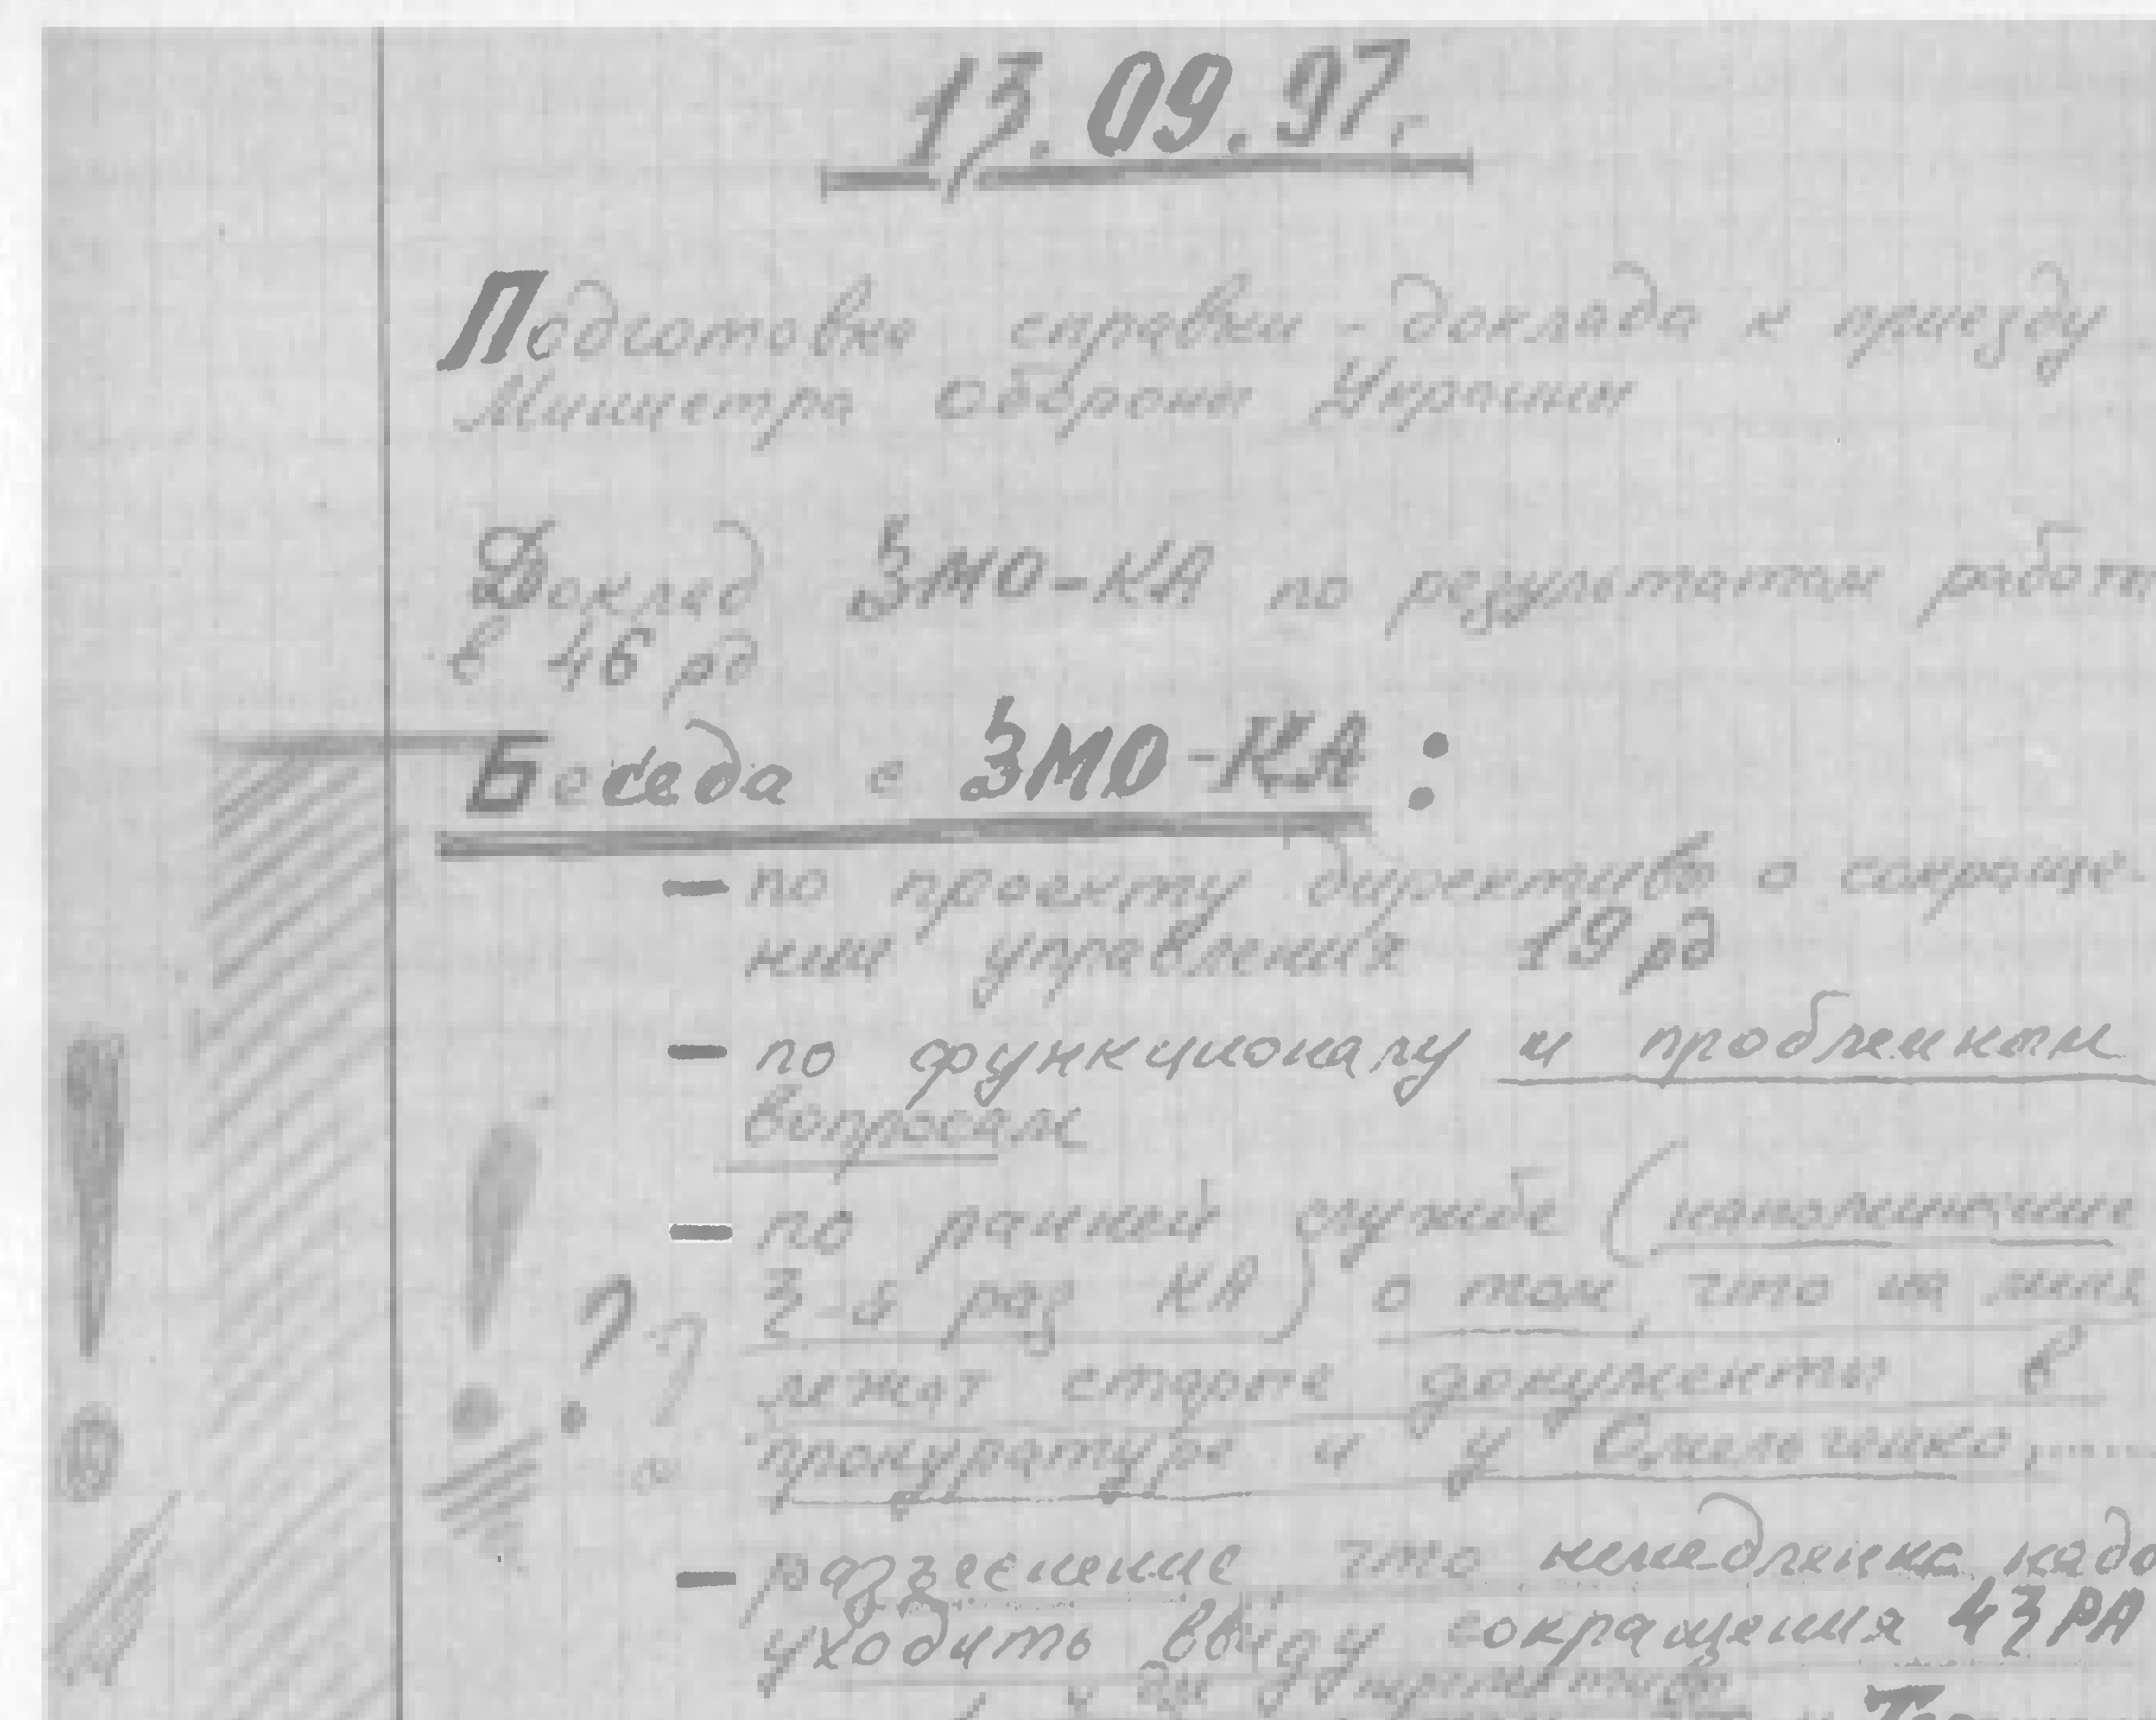 13.09.97г.
Подготовка справки - доклада к приезду
Министра Обороны Украины
Доклад ЗМО-КА по результатам работы
в 46 рд
Беседа с ЗМО-КА :
— по проекту директивы о сокраще-
нии управления 19 рд
— по функционалу и проблемным
вопросам
— по ранней службе (напоминание
3-й раз КА) о том, что на меня
лежат старые документы в
прокуратуре и у Омельченко,.....
— разъяснение, что немедленно надо
уходить ввиду сокращения 43 РА